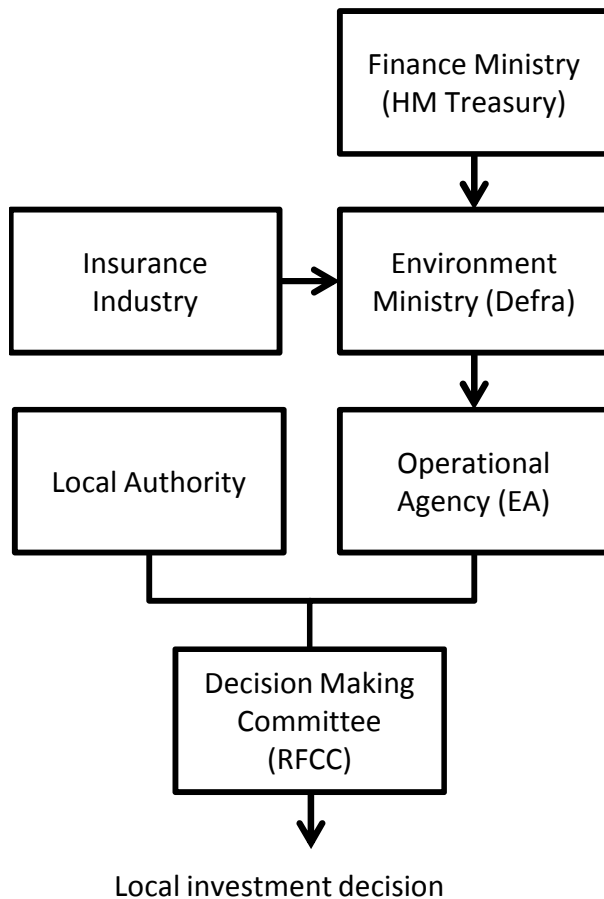 Finance Ministry
(HM Treasury)
Insurance
Industry
Environment
Ministry (Defra)
Local Authority
Operational
Agency (EA)
Decision Making
Committee
(RFCC)
Local investment decision